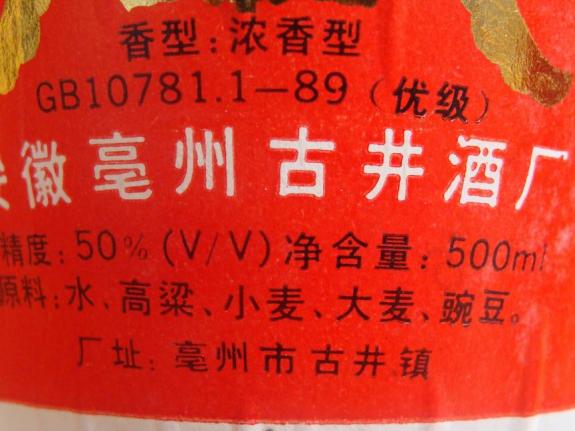 香型:浓香型
GB10781.1—89(优级)
安徽亳州古井酒厂
精度:50%(V/V)净含量:500ml
原料:水、高粱、小麦、大麦、豌豆。
厂址:亳州市古井镇